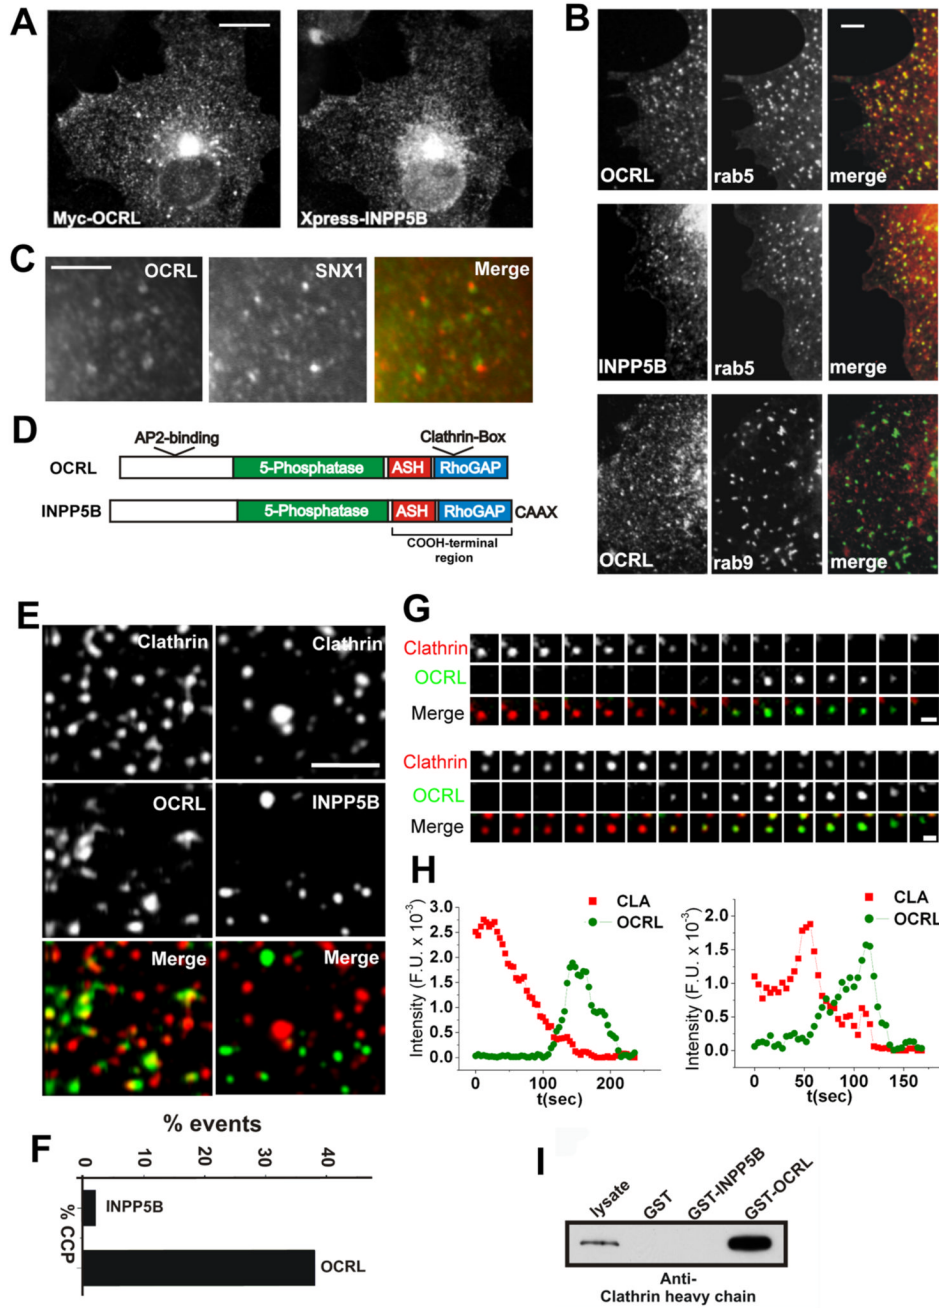 A
Myc-OCRL
Xpress-INPP5B
B
OCRL
rab5
merge
INPP5B
rab5
merge
OCRL
rab9
merge
C
OCRL
SNX1
Merge
D
AP2-binding
Clathrin-Box
OCRL
5-Phosphatase
ASH
RhoGAP
INPP5B
5-Phosphatase
ASH
RhoGAP
CAAX
COOH-terminal
region
E
Clathrin
Clathrin
OCRL
INPP5B
Merge
Merge
F
% events
0 10 20 30 40
% CCP
INPP5B
OCRL
G
Clathrin
OCRL
Merge
Clathrin
OCRL
Merge
H
Intensity (F.U. x 10⁻³)
3.0
2.5
2.0
1.5
1.0
0.5
0.0
CLA
OCRL
0 100 200
t(sec)
Intensity (F.U. x 10⁻³)
2.0
1.5
1.0
0.5
0.0
CLA
OCRL
0 50 100 150
t(sec)
I
lysate
GST
GST-INPP5B
GST-OCRL
Anti-
Clathrin heavy chain